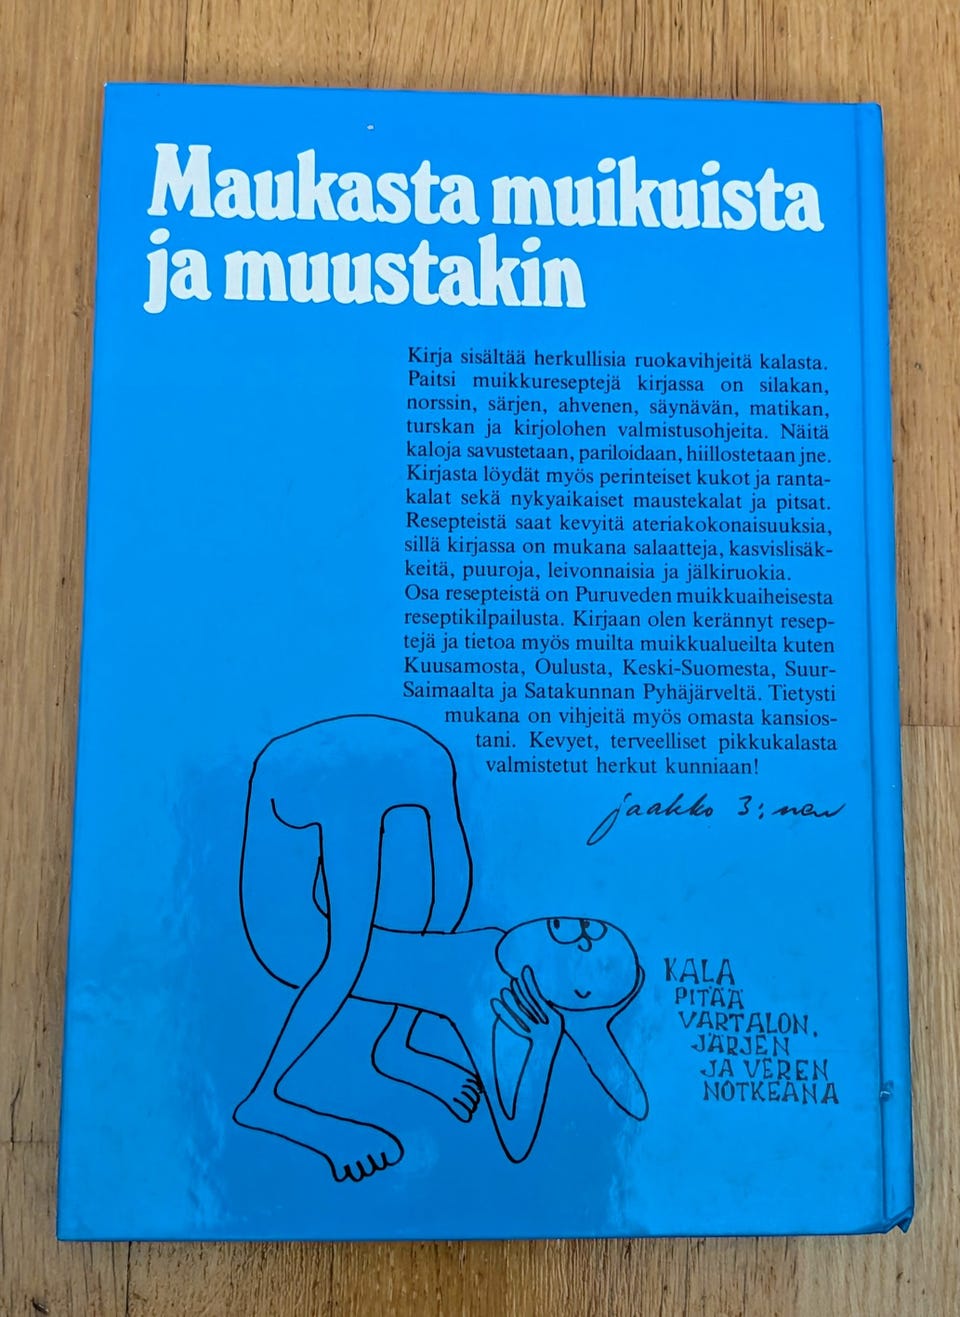 Maukasta muikuista
ja muustakin
Kirja sisältää herkullisia ruokavihjeitä kalasta.
Paitsi muikkureseptejä kirjassa on silakan,
norssin, särjen, ahvenen, säynävän, matikan,
turskan ja kirjolohen valmistusohjeita. Näitä
kaloja savustetaan, pariloidaan, hiillostetaan jne.
Kirjasta löydät myös perinteiset kukot ja ranta-
kalat sekä nykyaikaiset maustekalat ja pitsat.
Resepteistä saat kevyitä ateriakokonaisuuksia,
sillä kirjassa on mukana salaatteja, kasvislisäk-
keitä, puuroja, leivonnaisia ja jälkiruokia.
Osa resepteistä on Puruveden muikkuaiheisesta
reseptikilpailusta. Kirjaan olen kerännyt resep-
tejä ja tietoa myös muilta muikkualueilta kuten
Kuusamosta, Oulusta, Keski-Suomesta, Suur-
Saimaalta ja Satakunnan Pyhäjärveltä. Tietysti
mukana on vihjeitä myös omasta kansios-
tani. Kevyet, terveelliset pikkukalasta
valmistetut herkut kunniaan!
jaakko 3:nen
KALA
PITÄÄ
VARTALON,
JÄRJEN
JA VEREN
NOTKEANA